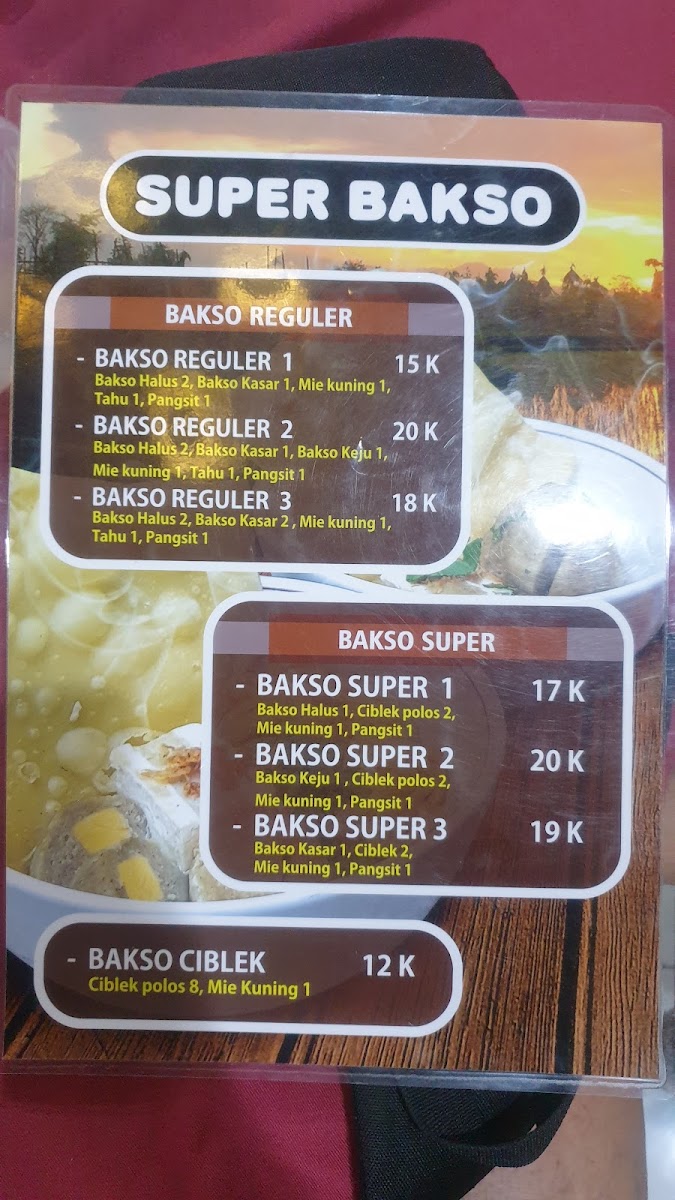 SUPER BAKSO
BAKSO REGULER
- BAKSO REGULER 1 15 K
Bakso Halus 2, Bakso Kasar 1, Mie kuning 1,
Tahu 1, Pangsit 1
- BAKSO REGULER 2 20 K
Bakso Halus 2, Bakso Kasar 1, Bakso Keju 1,
Mie kuning 1, Tahu 1, Pangsit 1
- BAKSO REGULER 3 18 K
Bakso Halus 2, Bakso Kasar 2 , Mie kuning 1,
Tahu 1, Pangsit 1
BAKSO SUPER
- BAKSO SUPER 1 17 K
Bakso Halus 1, Ciblek polos 2,
Mie kuning 1, Pangsit 1
- BAKSO SUPER 2 20 K
Bakso Keju 1 , Ciblek polos 2,
Mie kuning 1, Pangsit 1
- BAKSO SUPER 3 19 K
Bakso Kasar 1, Ciblek 2,
Mie kuning 1, Pangsit 1
- BAKSO CIBLEK 12 K
Ciblek polos 8, Mie Kuning 1